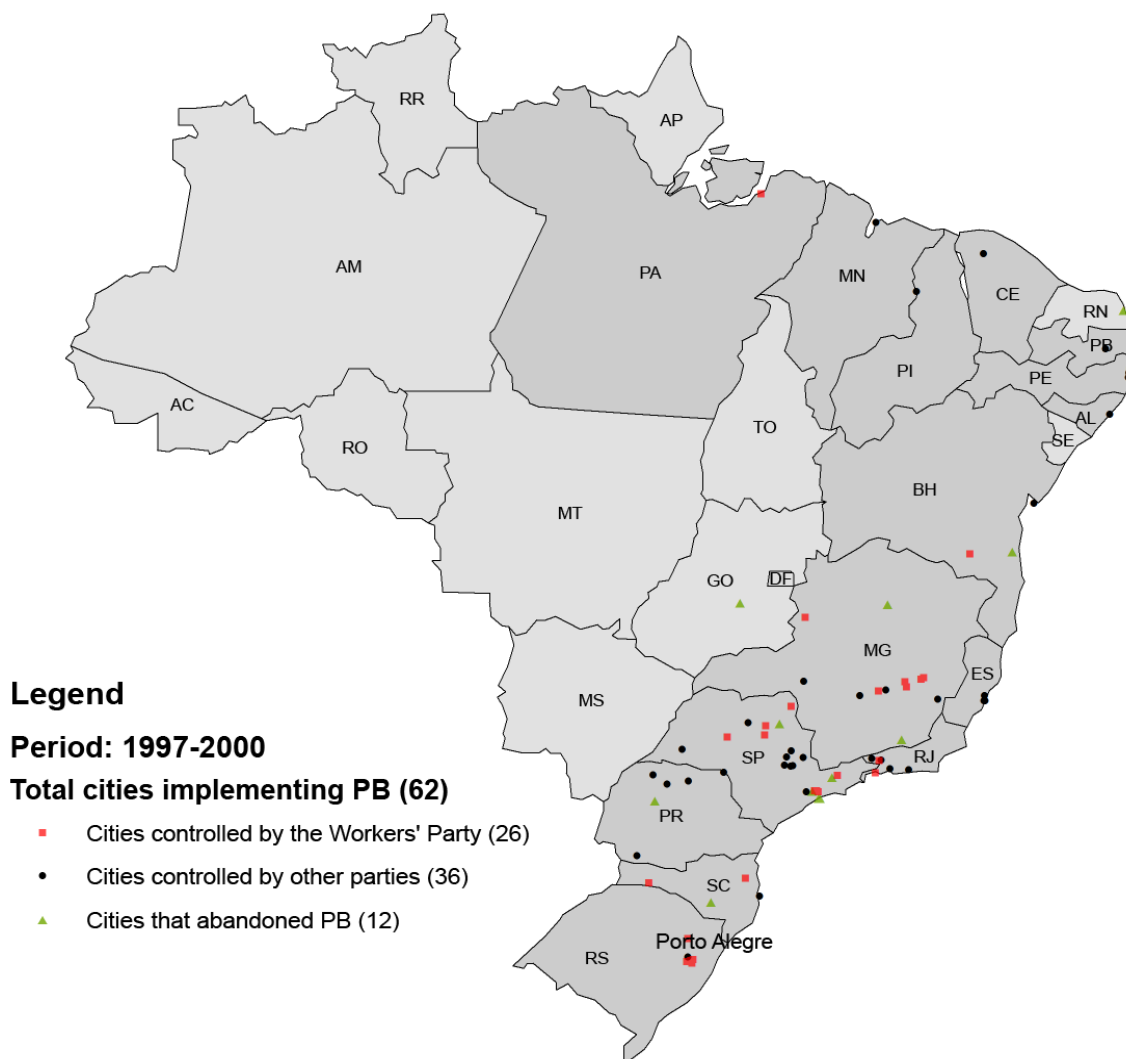 RR
AP
AM
PA
MN
CE
RN
PB
PI
PE
AC
AL
TO
SE
RO
BH
MT
GO
DF
MG
ES
MS
Legend
Period: 1997-2000
RJ
SP
Total cities implementing PB (62)
PR
Cities controlled by the Workers' Party (26)
Cities controlled by other parties (36)
SC
Cities that abandoned PB (12)
Porto Alegre
RS